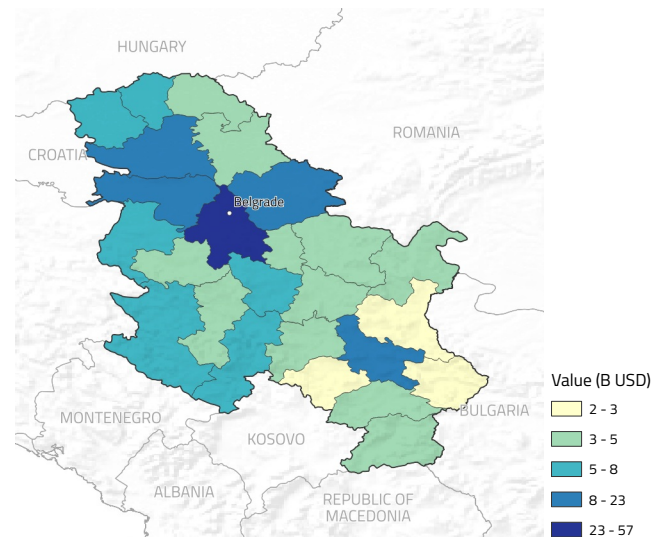 HUNGARY
ROMANIA
CROATIA
Belgrade
Value (B USD)
2 - 3
BULGARIA
3 - 5
MONTENEGRO
KOSOVO
5 - 8
ALBANIA
REPUBLIC OF
MACEDONIA
8 - 23
23 - 57